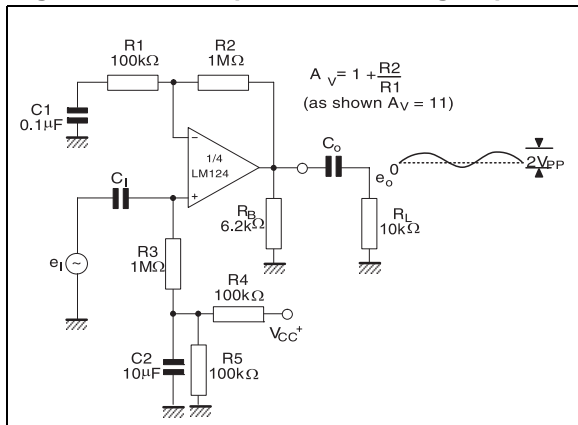 R1
100kΩ
R2
1MΩ
A V = 1 + R2
R1
(as shown AV = 11)
C1
0.1µF
1/4
LM124
CI
CO
eo
0
2VPP
RB
6.2kΩ
RL
10kΩ
R3
1MΩ
eI
~
R4
100kΩ
VCC+
C2
10µF
R5
100kΩ